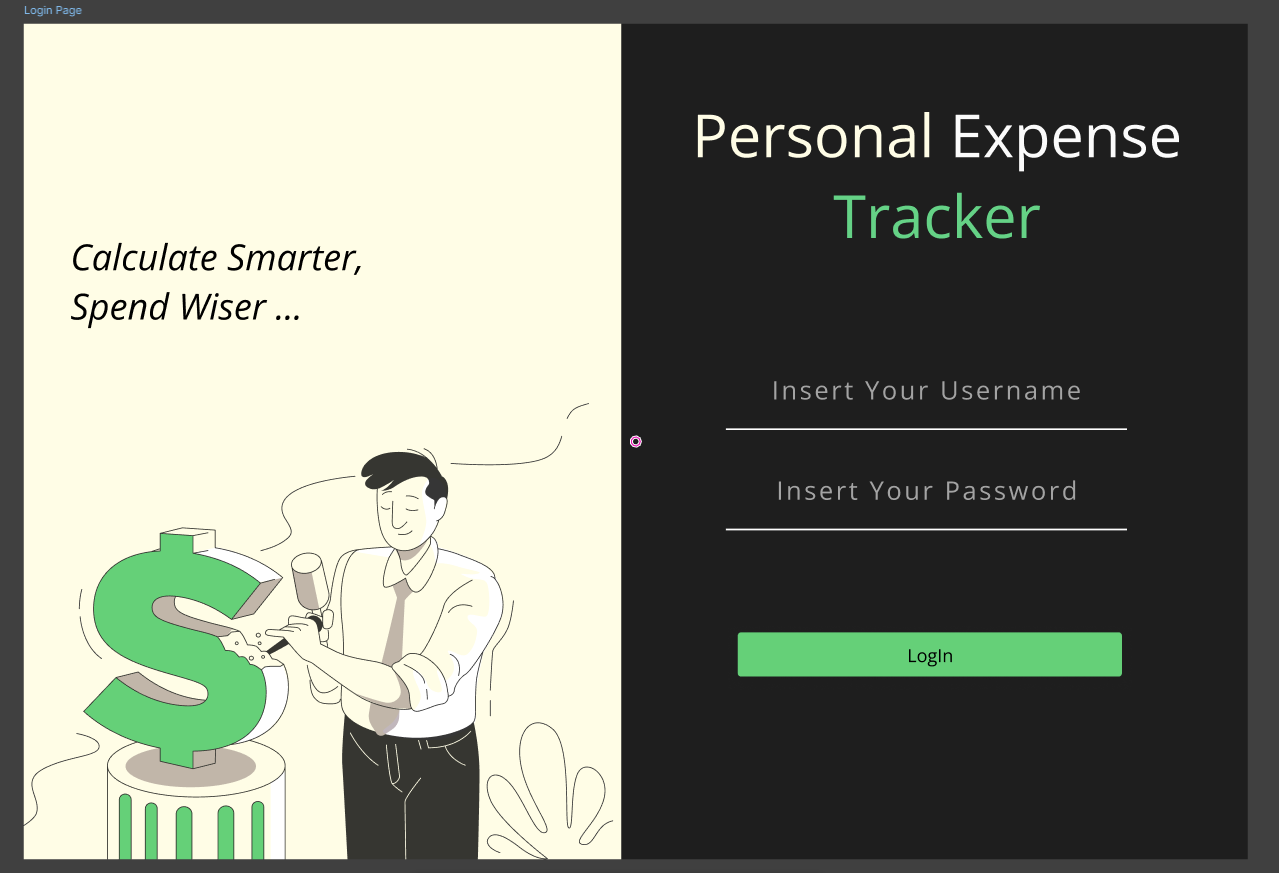 Login Page
Calculate Smarter,
Spend Wiser ...
Personal Expense
Tracker
Insert Your Username
Insert Your Password
LogIn